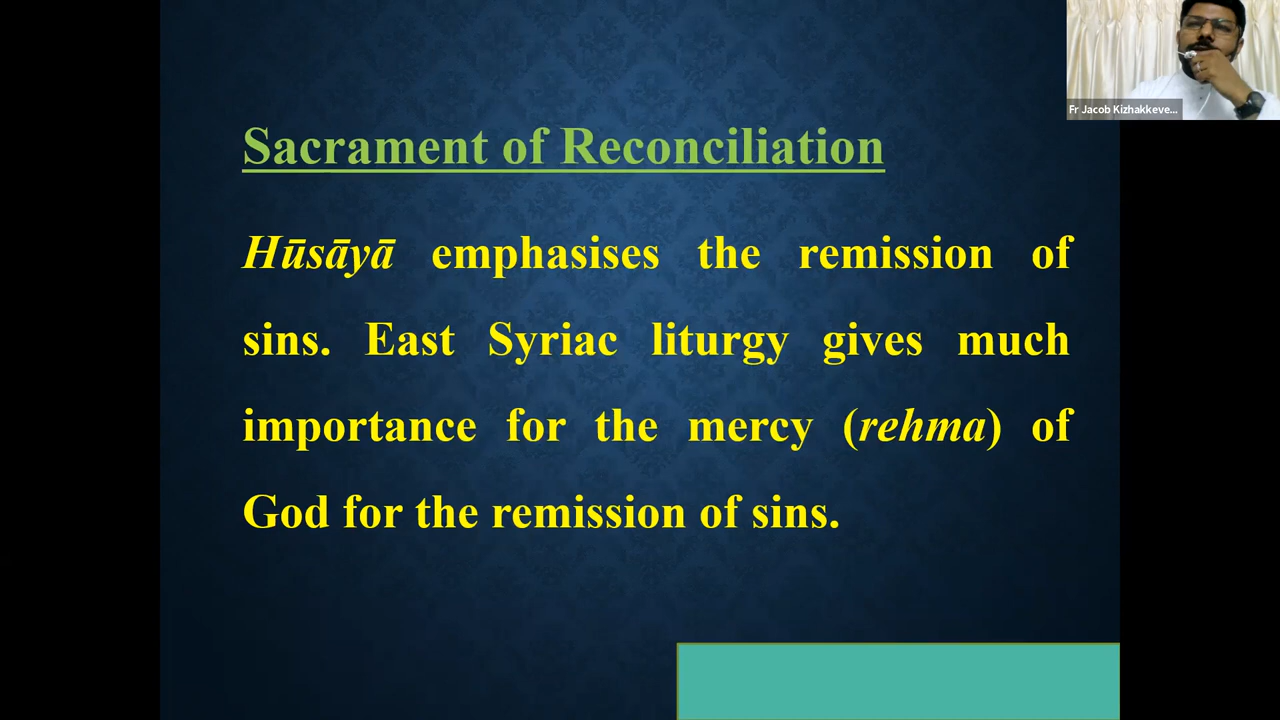 Fr Jacob Kizhakkeve...
Sacrament of Reconciliation
Hūsāyā emphasises the remission of
sins. East Syriac liturgy gives much
importance for the mercy (rehma) of
God for the remission of sins.